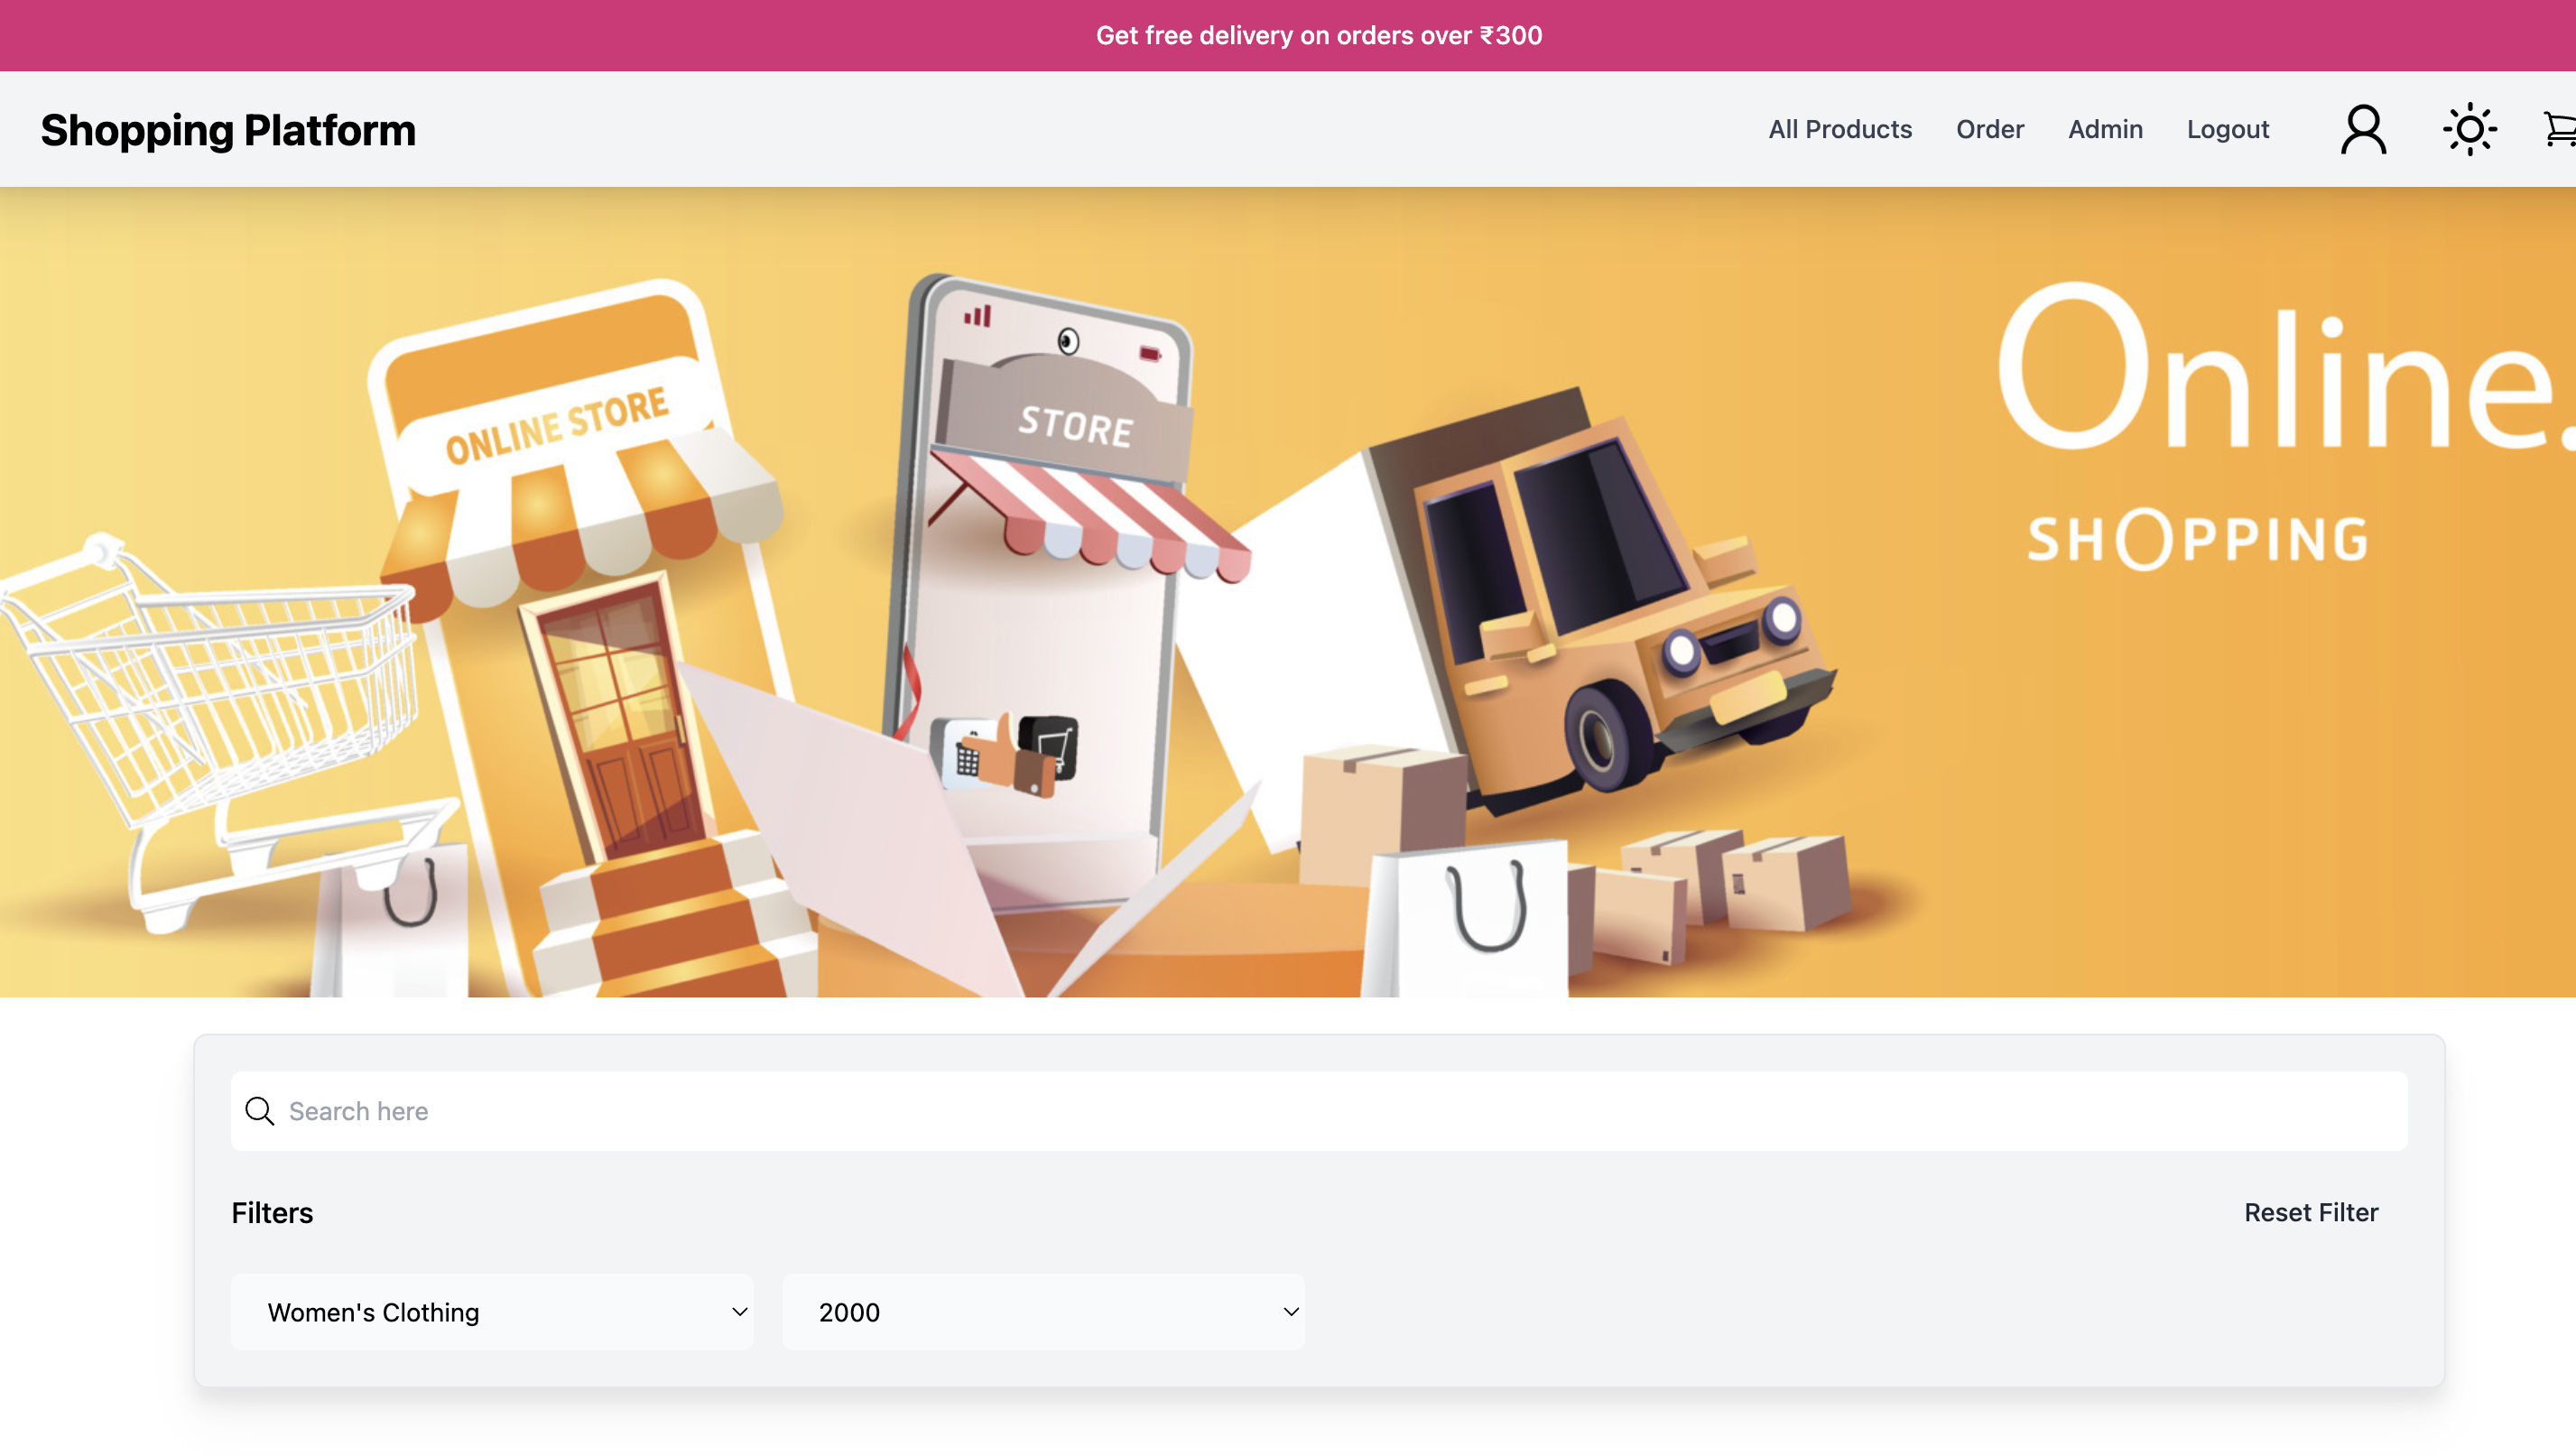 Get free delivery on orders over ₹300
Shopping Platform
All Products Order Admin Logout
Online.
SHOPPING
ONLINE STORE
STORE
Search here
Filters
Reset Filter
Women's Clothing
2000